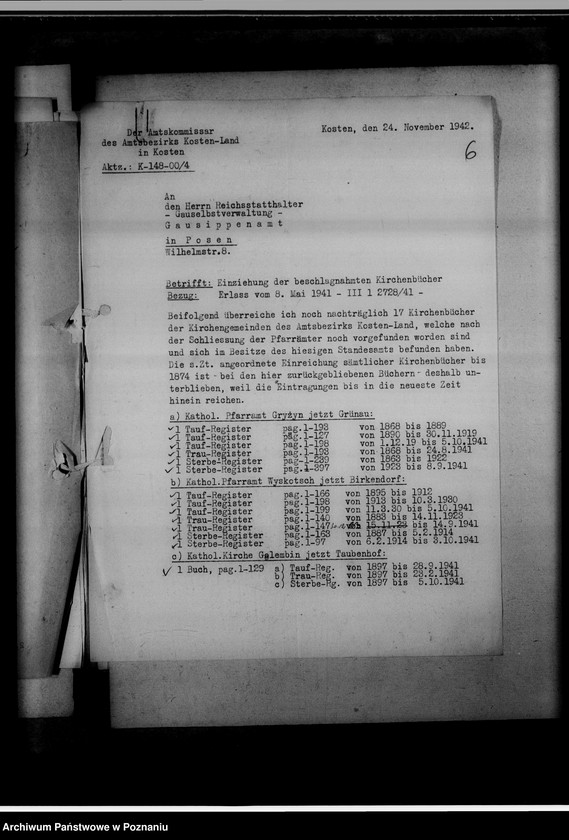 Der Amtskommissar
des Amtsbezirks Kosten-Land
in Kosten
Aktz.: K-148-00/4
Kosten, den 24. November 1942.
6
An
den Herrn Reichsstatthalter
- Gauselbstverwaltung -
Gausippenamt
in Posen
Wilhelmstr.8.
Betrifft: Einziehung der beschlagnahmten Kirchenbücher
Bezug: Erlass vom 8. Mai 1941 - III 1 2728/41 -
Beifolgend überreiche ich noch nachträglich 17 Kirchenbücher
der Kirchengemeinden des Amtsbezirks Kosten-Land, welche nach
der Schliessung der Pfarrämter noch vorgefunden worden sind
und sich im Besitze des hiesigen Standesamts befunden haben.
Die s.Zt. angeordnete Einreichung sämtlicher Kirchenbücher bis
1874 ist bei den hier zurückgebliebenen Büchern deshalb un-
terblieben, weil die Eintragungen bis in die neueste Zeit
hinein reichen.
a) Kathol. Pfarramt Gryżyn jetzt Grünau:
1 Tauf-Register pag.1-193 von 1868 bis 1889
1 Tauf-Register pag.1-127 von 1890 bis 30.11.1919
1 Tauf-Register pag.1-198 von 1.12.19 bis 5.10.1941
1 Trau-Register pag.1-193 von 1868 bis 24.8.1941
1 Sterbe-Register pag.1-239 von 1863 bis 1922
1 Sterbe-Register pag.1-397 von 1923 bis 8.9.1941
b) Kathol.Pfarramt Wyskotsch jetzt Birkendorf:
1 Tauf-Register pag.1-166 von 1895 bis 1912
1 Tauf-Register pag.1-198 von 1913 bis 10.3.1930
1 Tauf-Register pag.1-199 von 11.3.30 bis 5.10.1941
1 Trau-Register pag.1-140 von 1883 bis 14.11.1923
1 Trau-Register pag.1-147 15.11.23 bis 14.9.1941
1 Sterbe-Register pag.1-163 von 1887 bis 5.2.1914
1 Sterbe-Register pag.1-97 von 6.2.1914 bis 3.10.1941
c) Kathol.Kirche Golembin jetzt Taubenhof:
1 Buch, pag.1-129 a) Tauf-Reg. von 1897 bis 28.9.1941
b) Trau-Reg. von 1897 bis 23.2.1941
c) Sterbe-Rg. von 1897 bis 5.10.1941
Archiwum Państwowe w Poznaniu